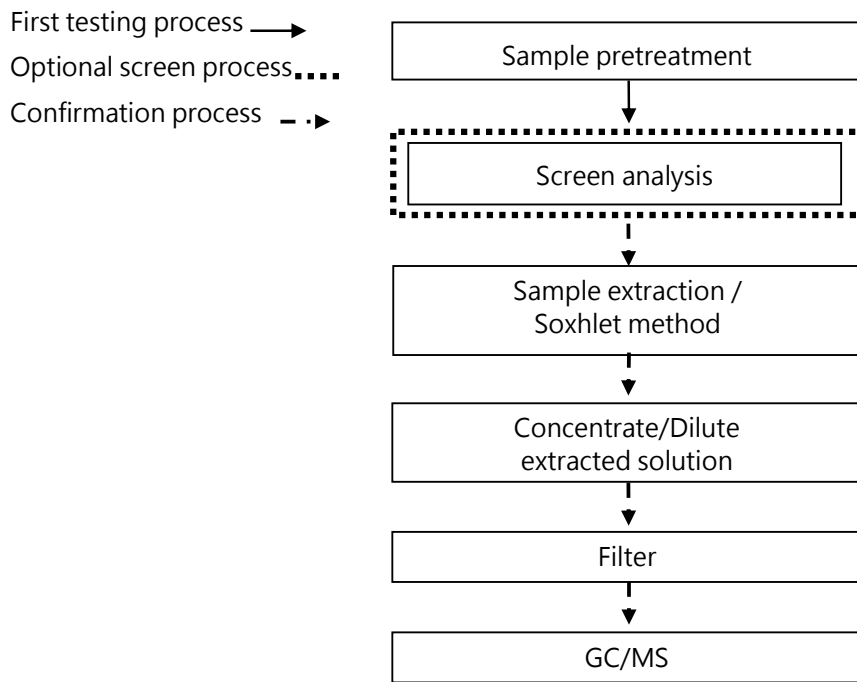 First testing process
Optional screen process
Confirmation process
Sample pretreatment
Screen analysis
Sample extraction /
Soxhlet method
Concentrate/Dilute
extracted solution
Filter
GC/MS